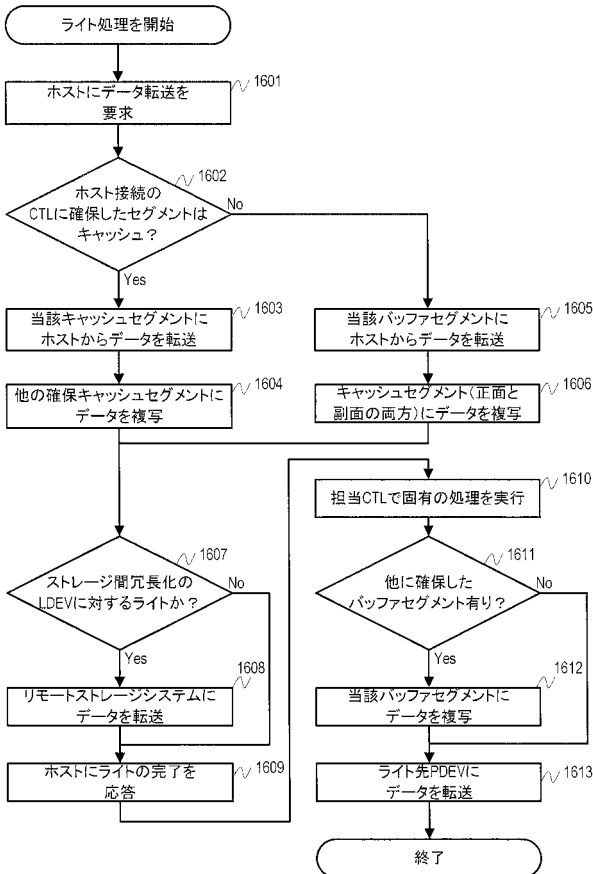 ライト処理を開始
1601
ホストにデータ転送を
要求
1602
ホスト接続の
CTLに確保したセグメントは
キャッシュ？
No
Yes
1603
当該キャッシュセグメントに
ホストからデータを転送
1604
他の確保キャッシュセグメントに
データを複写
1605
当該バッファセグメントに
ホストからデータを転送
1606
キャッシュセグメント（正面と
副面の両方）にデータを複写
1607
ストレージ間冗長化の
LDEVに対するライトか？
No
Yes
1608
リモートストレージシステムに
データを転送
1609
ホストにライトの完了を
応答
1610
担当CTLで固有の処理を実行
1611
他に確保した
バッファセグメント有り？
No
Yes
1612
当該バッファセグメントに
データを複写
1613
ライト先PDEVに
データを転送
終了